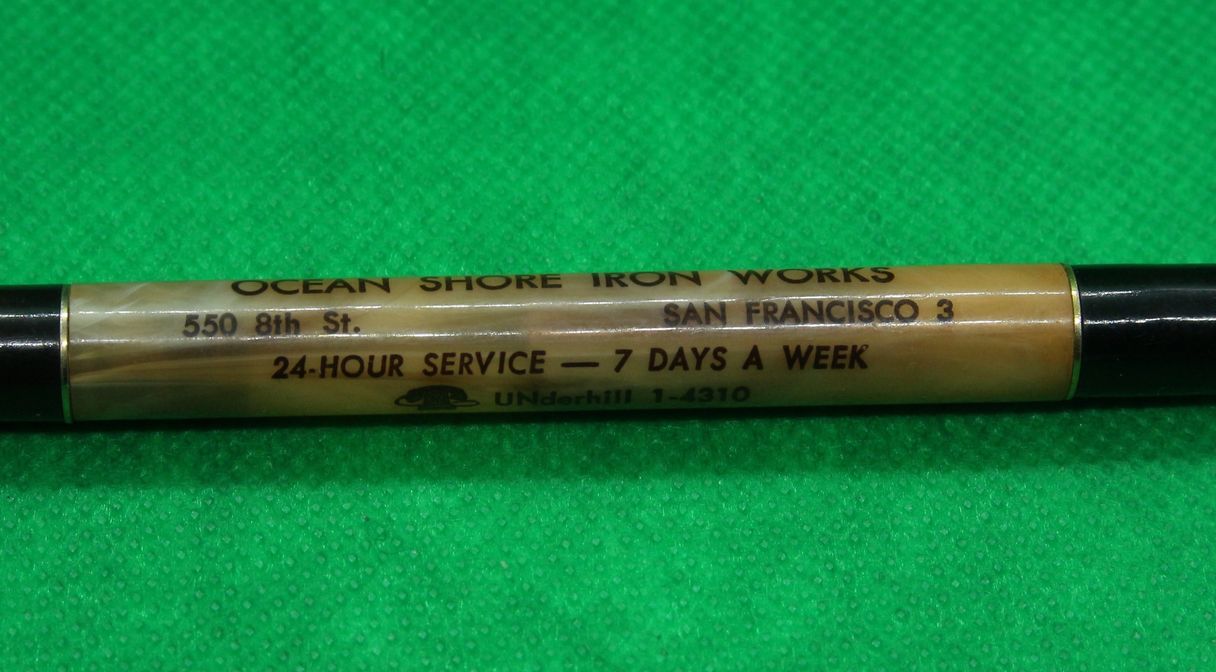 OCEAN SHORE IRON WORKS
550 8th St. SAN FRANCISCO 3
24-HOUR SERVICE — 7 DAYS A WEEK
UNderhill 1-4310